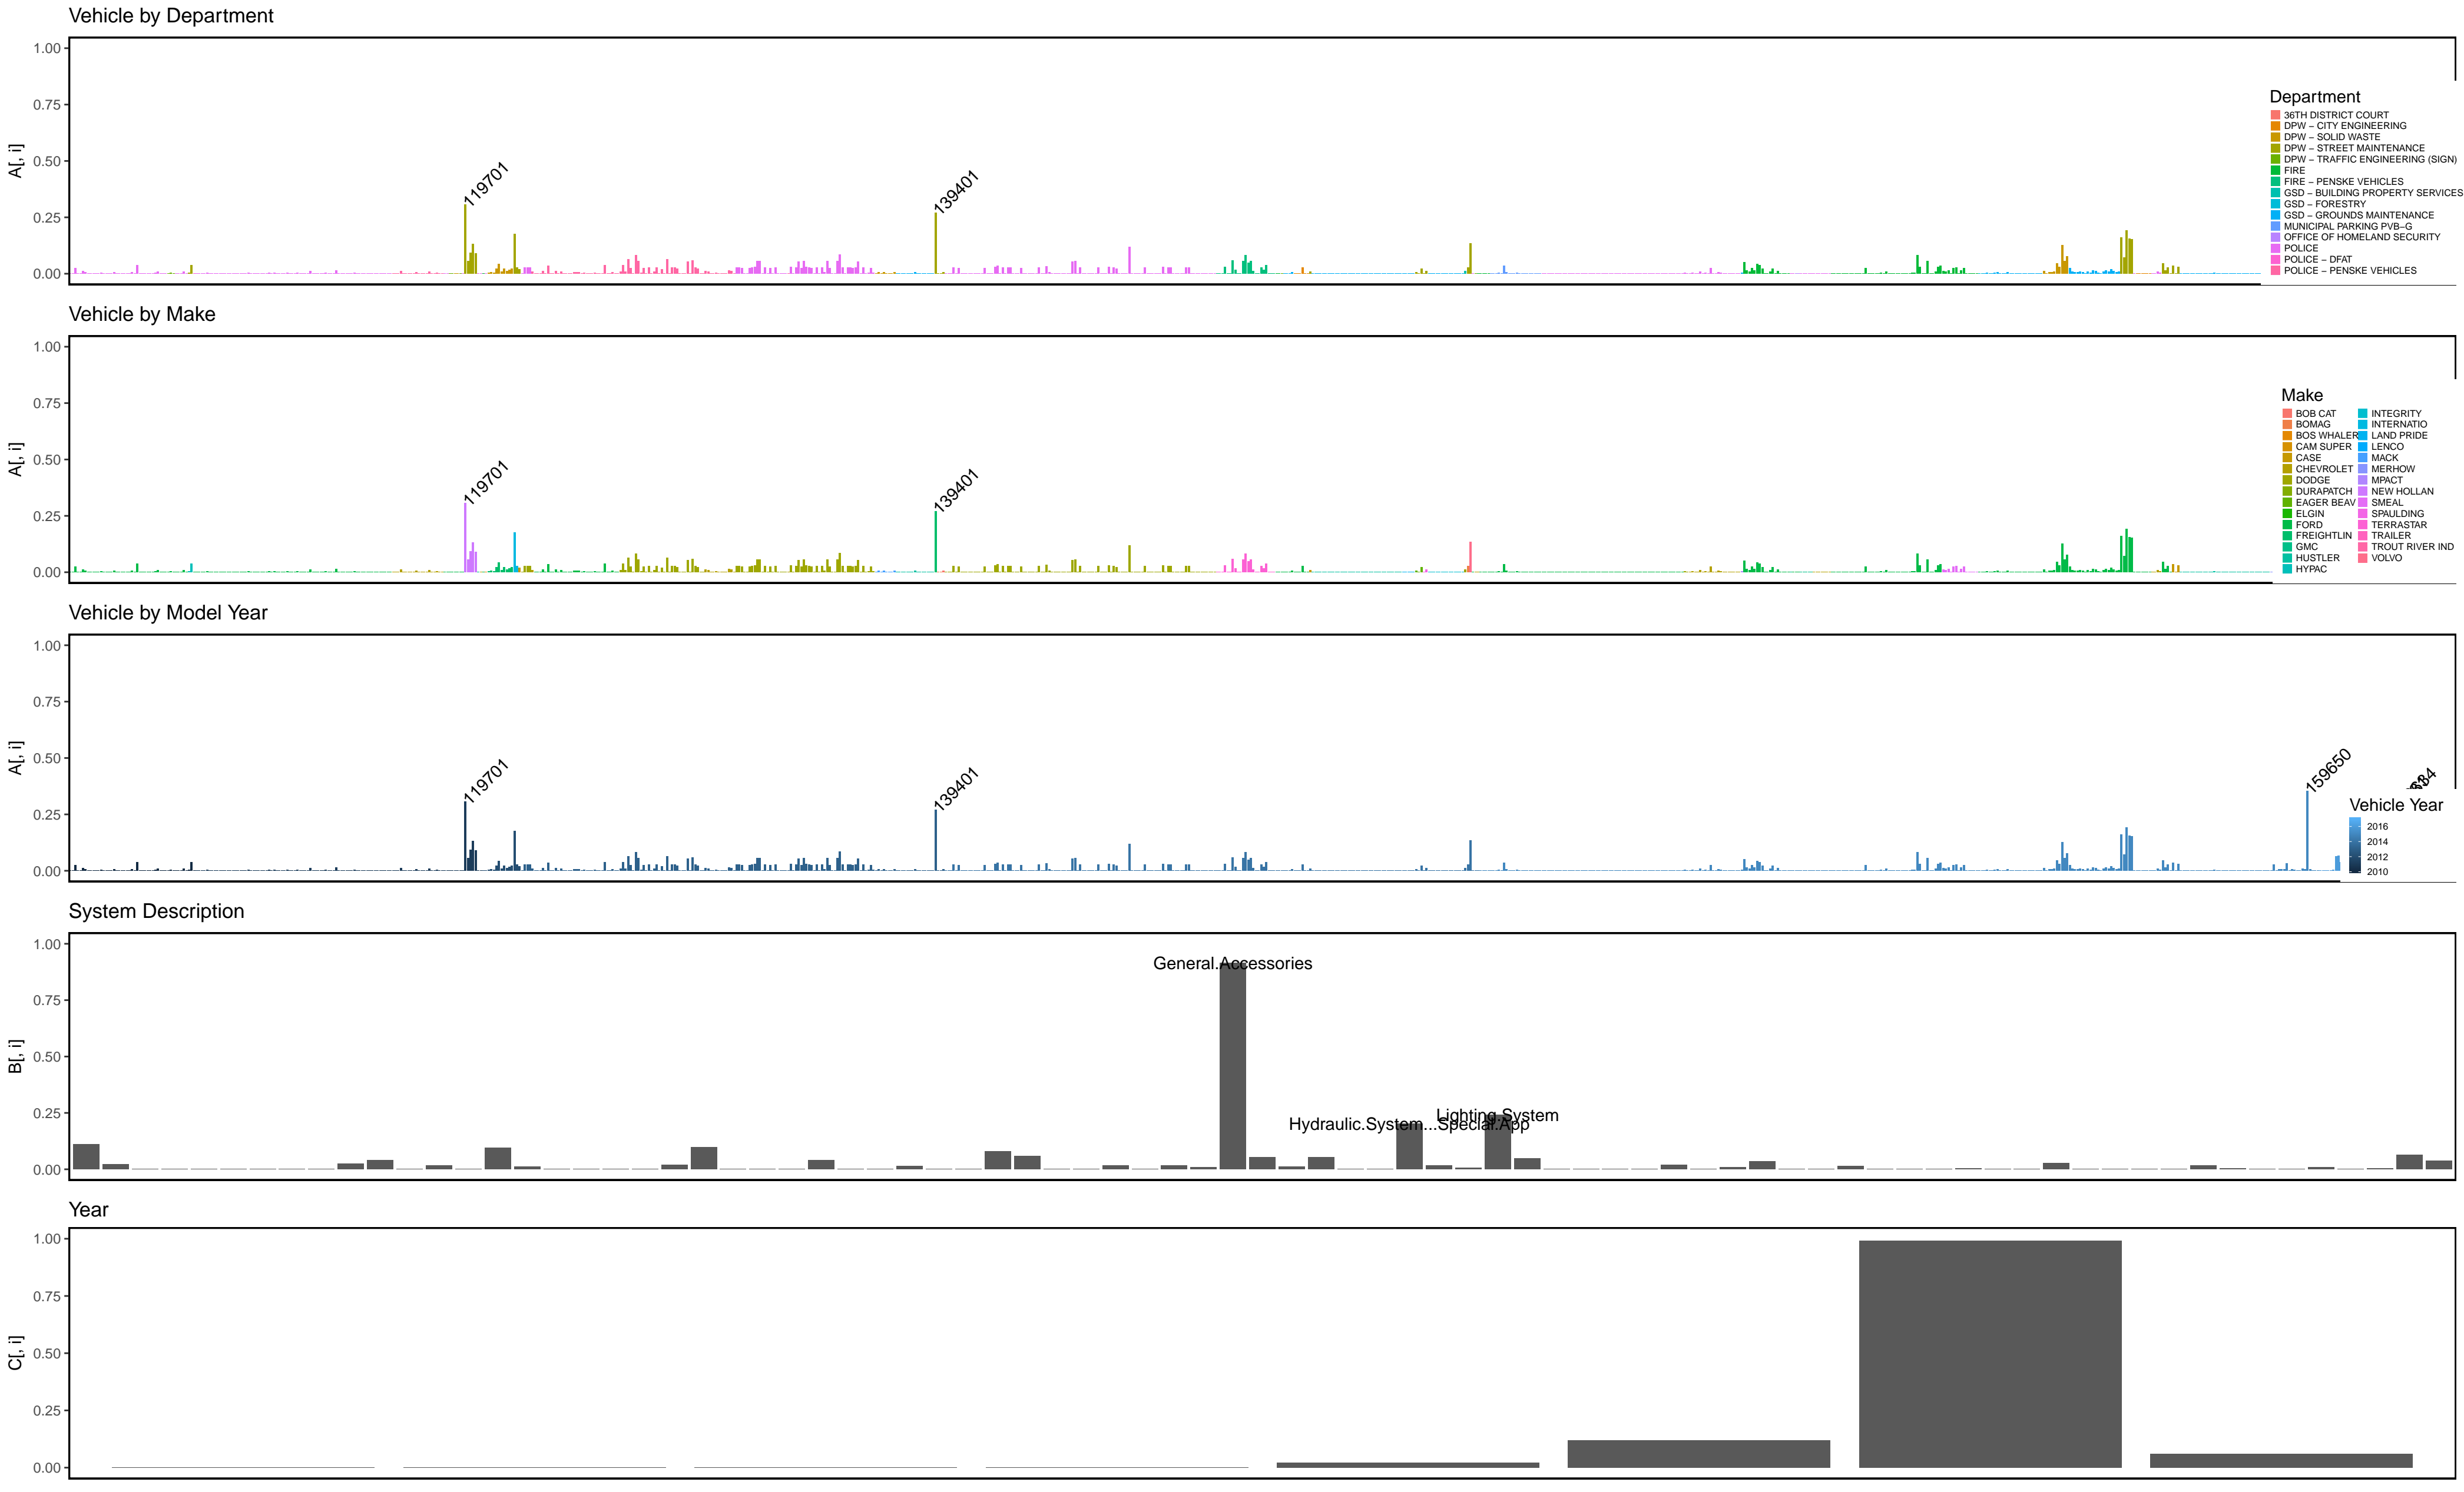 Vehicle by Department
1.00
0.75
0.50
0.25
0.00
A[, i]
119701
139401
Department
36TH DISTRICT COURT
DPW – CITY ENGINEERING
DPW – SOLID WASTE
DPW – STREET MAINTENANCE
DPW – TRAFFIC ENGINEERING (SIGN)
FIRE
FIRE – PENSKE VEHICLES
GSD – BUILDING PROPERTY SERVICES
GSD – FORESTRY
GSD – GROUNDS MAINTENANCE
MUNICIPAL PARKING PVB–G
OFFICE OF HOMELAND SECURITY
POLICE
POLICE – DFAT
POLICE – PENSKE VEHICLES
Vehicle by Make
1.00
0.75
0.50
0.25
0.00
A[, i]
119701
139401
Make
BOB CAT INTEGRITY
BOMAG INTERNATIO
BOS WHALER LAND PRIDE
CAM SUPER LENCO
CASE MACK
CHEVROLET MERHOW
DODGE MPACT
DURAPATCH NEW HOLLAN
EAGER BEAV SMEAL
ELGIN SPAULDING
FORD TERRASTAR
FREIGHTLIN TRAILER
GMC TROUT RIVER IND
HUSTLER VOLVO
HYPAC
Vehicle by Model Year
1.00
0.75
0.50
0.25
0.00
A[, i]
119701
139401
159650
Vehicle Year
2016
2014
2012
2010
System Description
1.00
0.75
0.50
0.25
0.00
B[, i]
General.Accessories
Lighting.System
Hydraulic.System...Special.App
Year
1.00
0.75
0.50
0.25
0.00
C[, i]